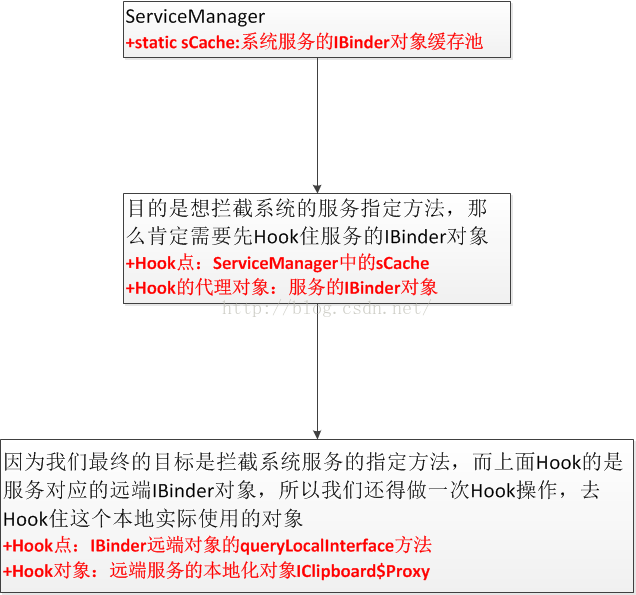 ServiceManager
+static sCache:系统服务的IBinder对象缓存池
目的是想拦截系统的服务指定方法，那
么肯定需要先Hook住服务的IBinder对象
+Hook点：ServiceManager中的sCache
+Hook的代理对象：服务的IBinder对象
http://blog.csdn.net/
因为我们最终的目标是拦截系统服务的指定方法，而上面Hook的是
服务对应的远端IBinder对象，所以我们还得做一次Hook操作，去
Hook住这个本地实际使用的对象
+Hook点：IBinder远端对象的queryLocalInterface方法
+Hook对象：远端服务的本地化对象IClipboard$Proxy